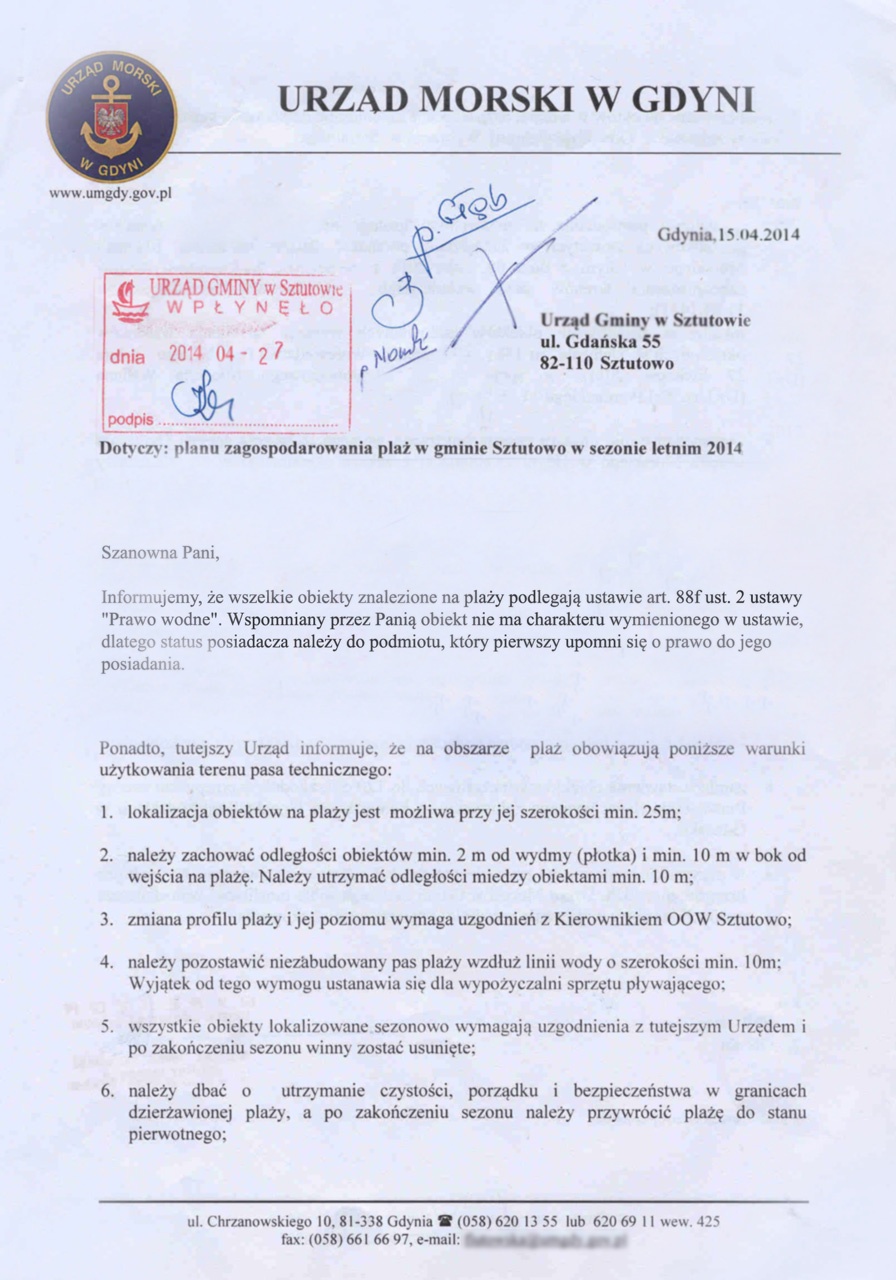 URZĄD MORSKI W GDYNI
URZĄD MORSKI W GDYNI
www.umgdy.gov.pl
p. Głąb
Gdynia,15.04.2014
URZĄD GMINY w Sztutowie
WPŁYNĘŁO
dnia 2014 04-27
podpis
Urząd Gminy w Sztutowie
ul. Gdańska 55
82-110 Sztutowo
Dotyczy: planu zagospodarowania plaż w gminie Sztutowo w sezonie letnim 2014
Szanowna Pani,
Informujemy, że wszelkie obiekty znalezione na plaży podlegają ustawie art. 88f ust. 2 ustawy
"Prawo wodne". Wspomniany przez Panią obiekt nie ma charakteru wymienionego w ustawie,
dlatego status posiadacza należy do podmiotu, który pierwszy upomni się o prawo do jego
posiadania.
Ponadto, tutejszy Urząd informuje, że na obszarze plaż obowiązują poniższe warunki
użytkowania terenu pasa technicznego:
1. lokalizacja obiektów na plaży jest możliwa przy jej szerokości min. 25m;
2. należy zachować odległości obiektów min. 2 m od wydmy (płotka) i min. 10 m w bok od
wejścia na plażę. Należy utrzymać odległości miedzy obiektami min. 10 m;
3. zmiana profilu plaży i jej poziomu wymaga uzgodnień z Kierownikiem OOW Sztutowo;
4. należy pozostawić niezabudowany pas plaży wzdłuż linii wody o szerokości min. 10m;
Wyjątek od tego wymogu ustanawia się dla wypożyczalni sprzętu pływającego;
5. wszystkie obiekty lokalizowane sezonowo wymagają uzgodnienia z tutejszym Urzędem i
po zakończeniu sezonu winny zostać usunięte;
6. należy dbać o utrzymanie czystości, porządku i bezpieczeństwa w granicach
dzierżawionej plaży, a po zakończeniu sezonu należy przywrócić plażę do stanu
pierwotnego;
ul. Chrzanowskiego 10, 81-338 Gdynia ☎ (058) 620 13 55 lub 620 69 11 wew. 425
fax: (058) 661 66 97, e-mail: